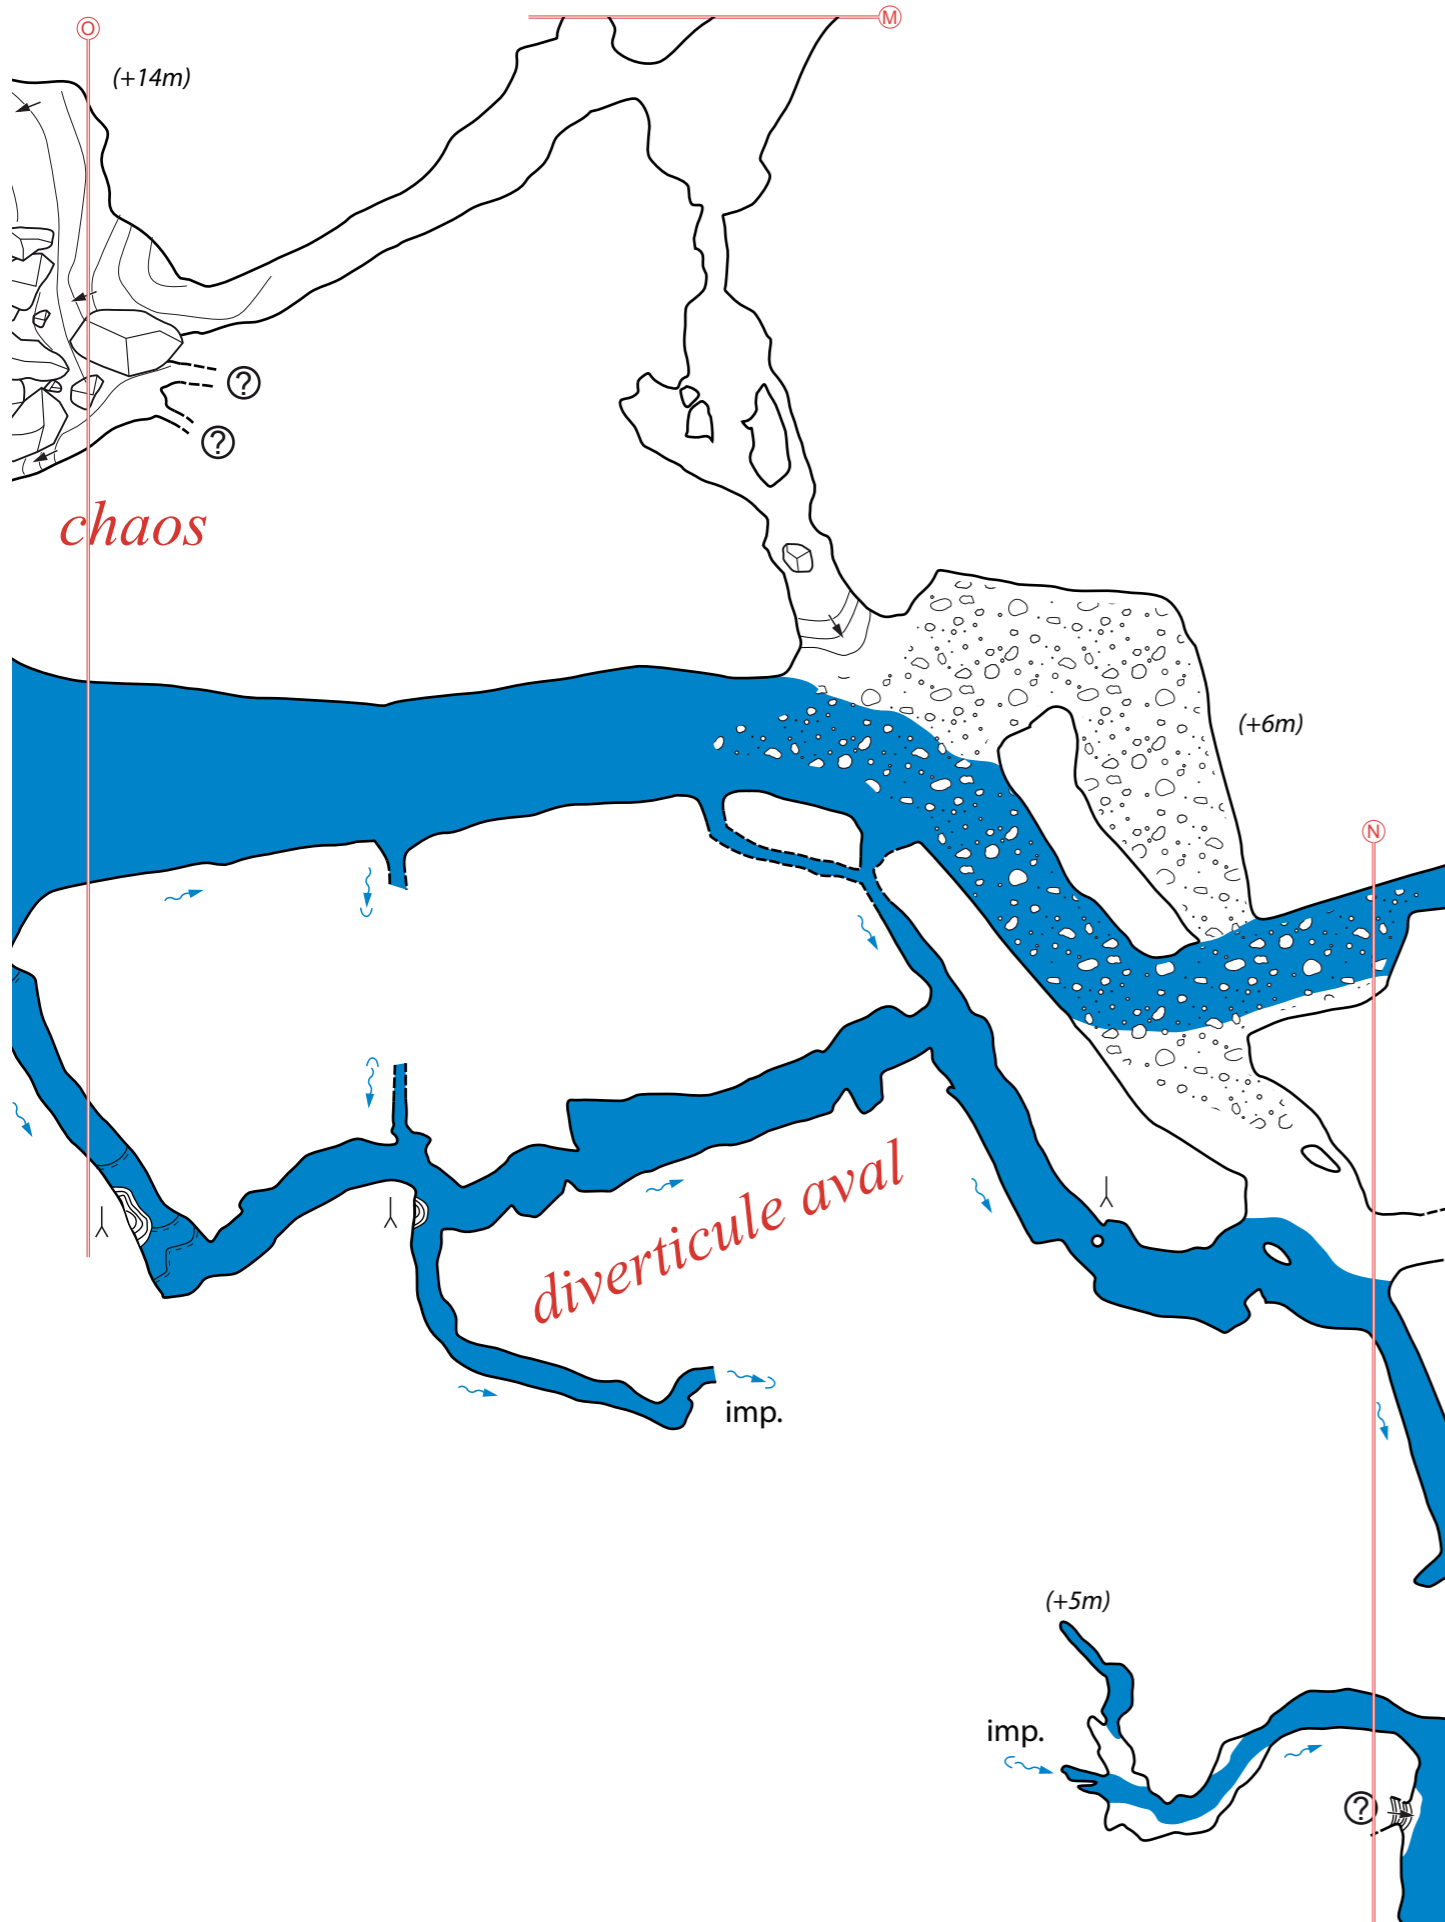 O
M
(+14m)
?
?
chaos
(+6m)
N
diverticule aval
imp.
(+5m)
imp.
?